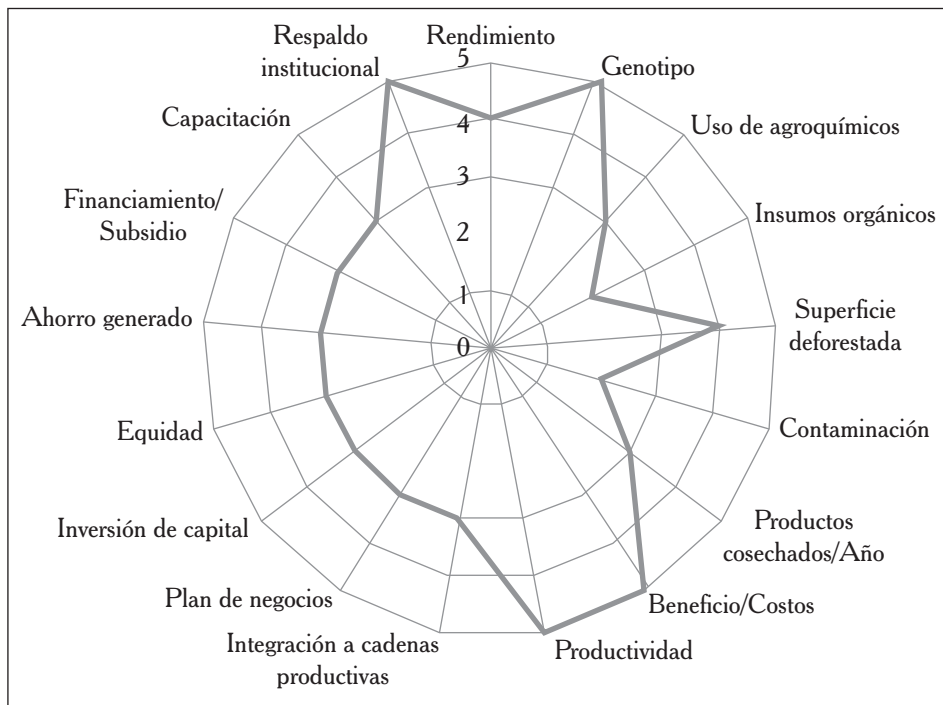 Respaldo
institucional
Rendimiento
Genotipo
Uso de agroquímicos
Insumos orgánicos
Superficie
deforestada
Contaminación
Productos
cosechados/Año
Beneficio/Costos
Productividad
Integración a cadenas
productivas
Plan de negocios
Inversión de capital
Equidad
Ahorro generado
Financiamiento/
Subsidio
Capacitación
5
4
3
2
1
0